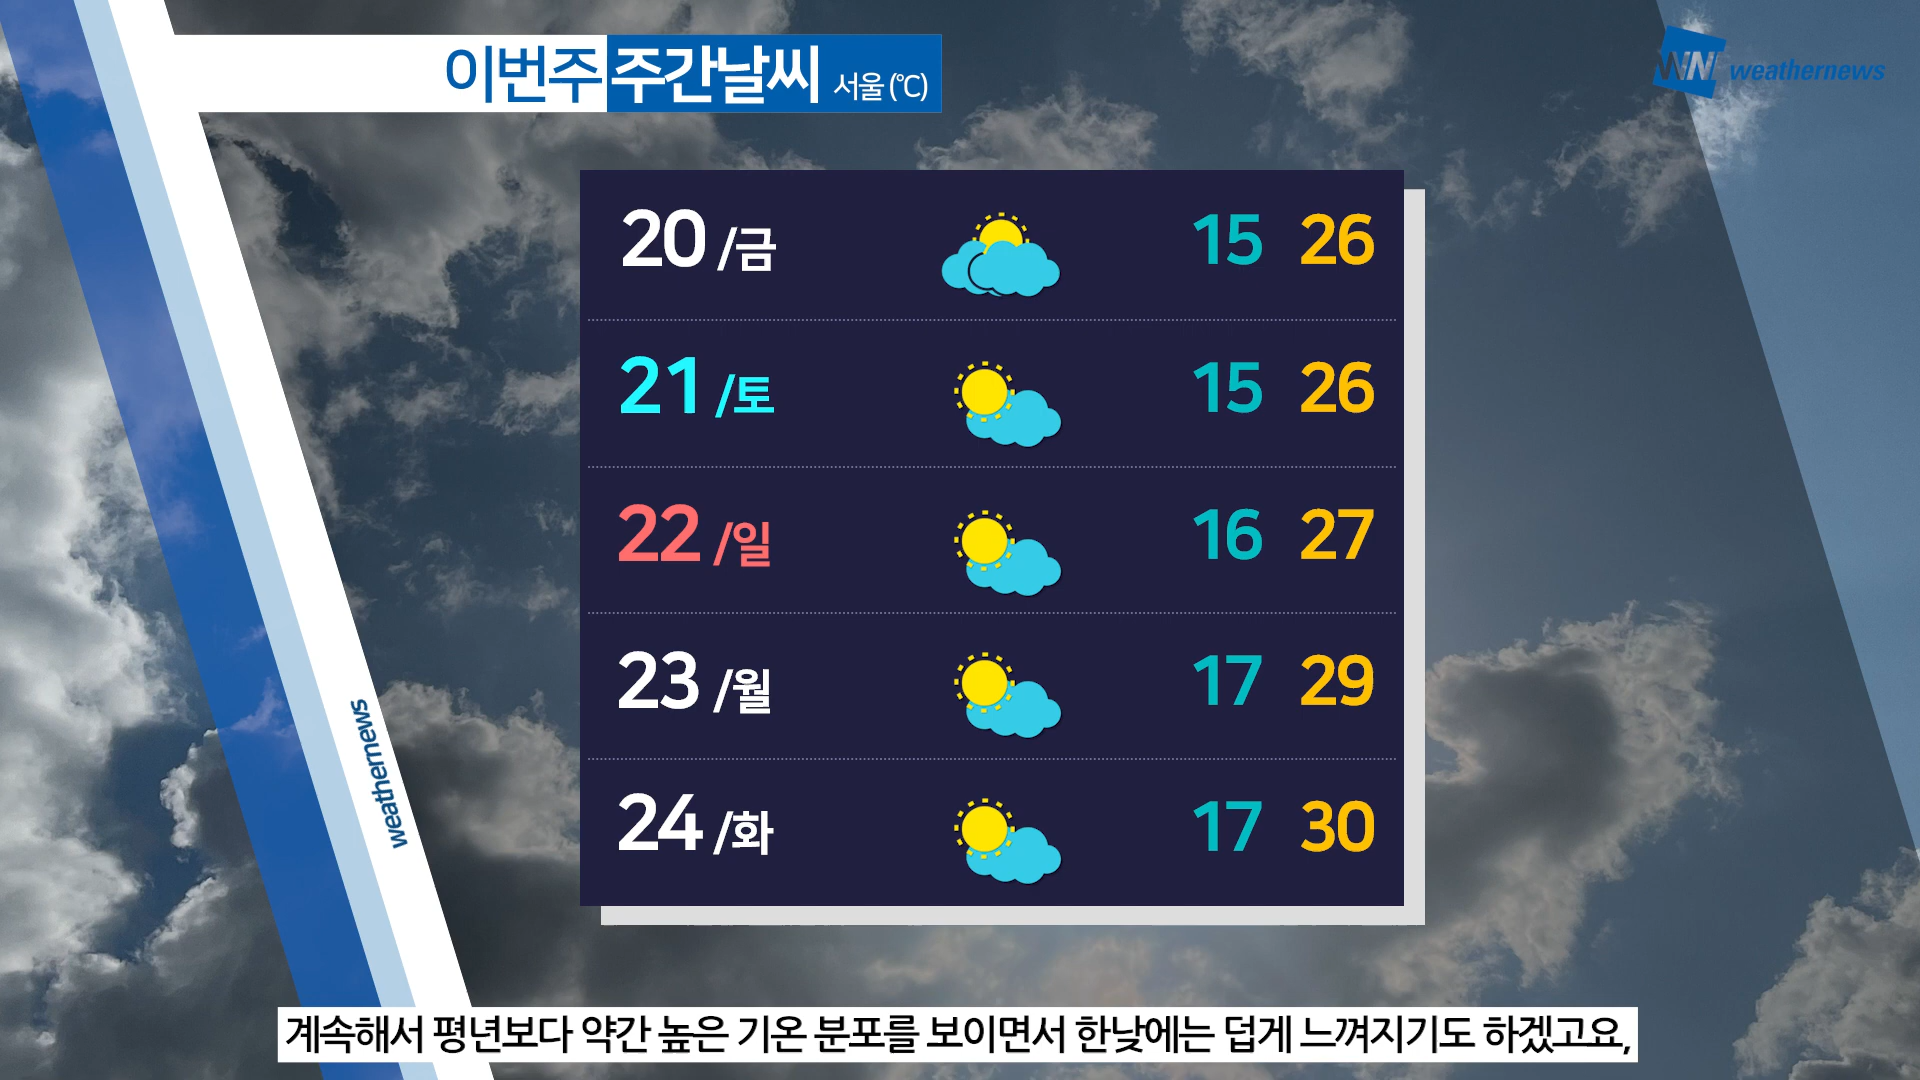 이번주 주간날씨 서울 (℃)
WNI weathernews
20 /금 15 26
21 /토 15 26
22 /일 16 27
23 /월 17 29
24 /화 17 30
weathernews
계속해서 평년보다 약간 높은 기온 분포를 보이면서 한낮에는 덥게 느껴지기도 하겠고요,